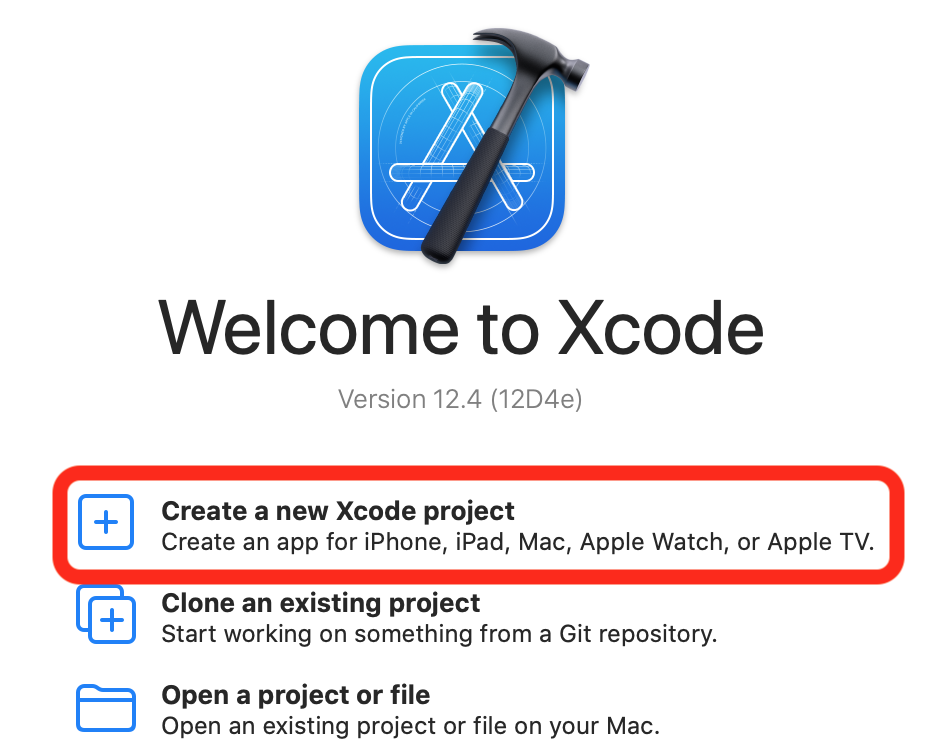 Welcome to Xcode
Version 12.4 (12D4e)
Create a new Xcode project
Create an app for iPhone, iPad, Mac, Apple Watch, or Apple TV.
Clone an existing project
Start working on something from a Git repository.
Open a project or file
Open an existing project or file on your Mac.